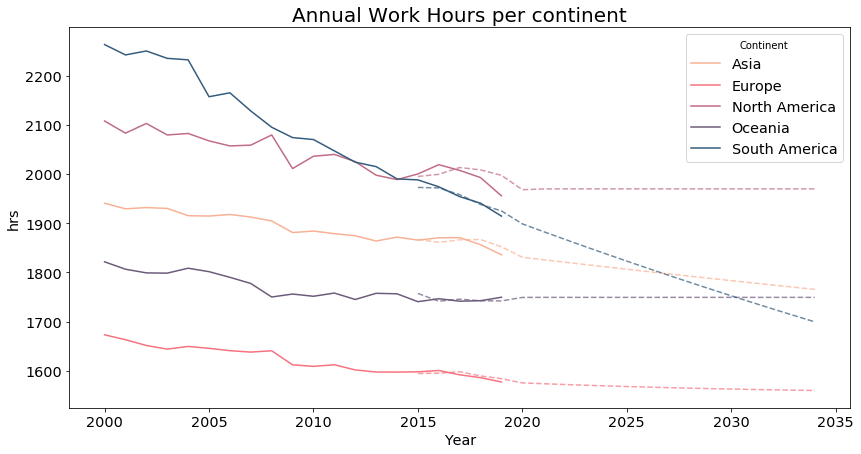 Annual Work Hours per continent
Continent
Asia
Europe
North America
Oceania
South America
hrs
2200
2100
2000
1900
1800
1700
1600
2000 2005 2010 2015 2020 2025 2030 2035
Year